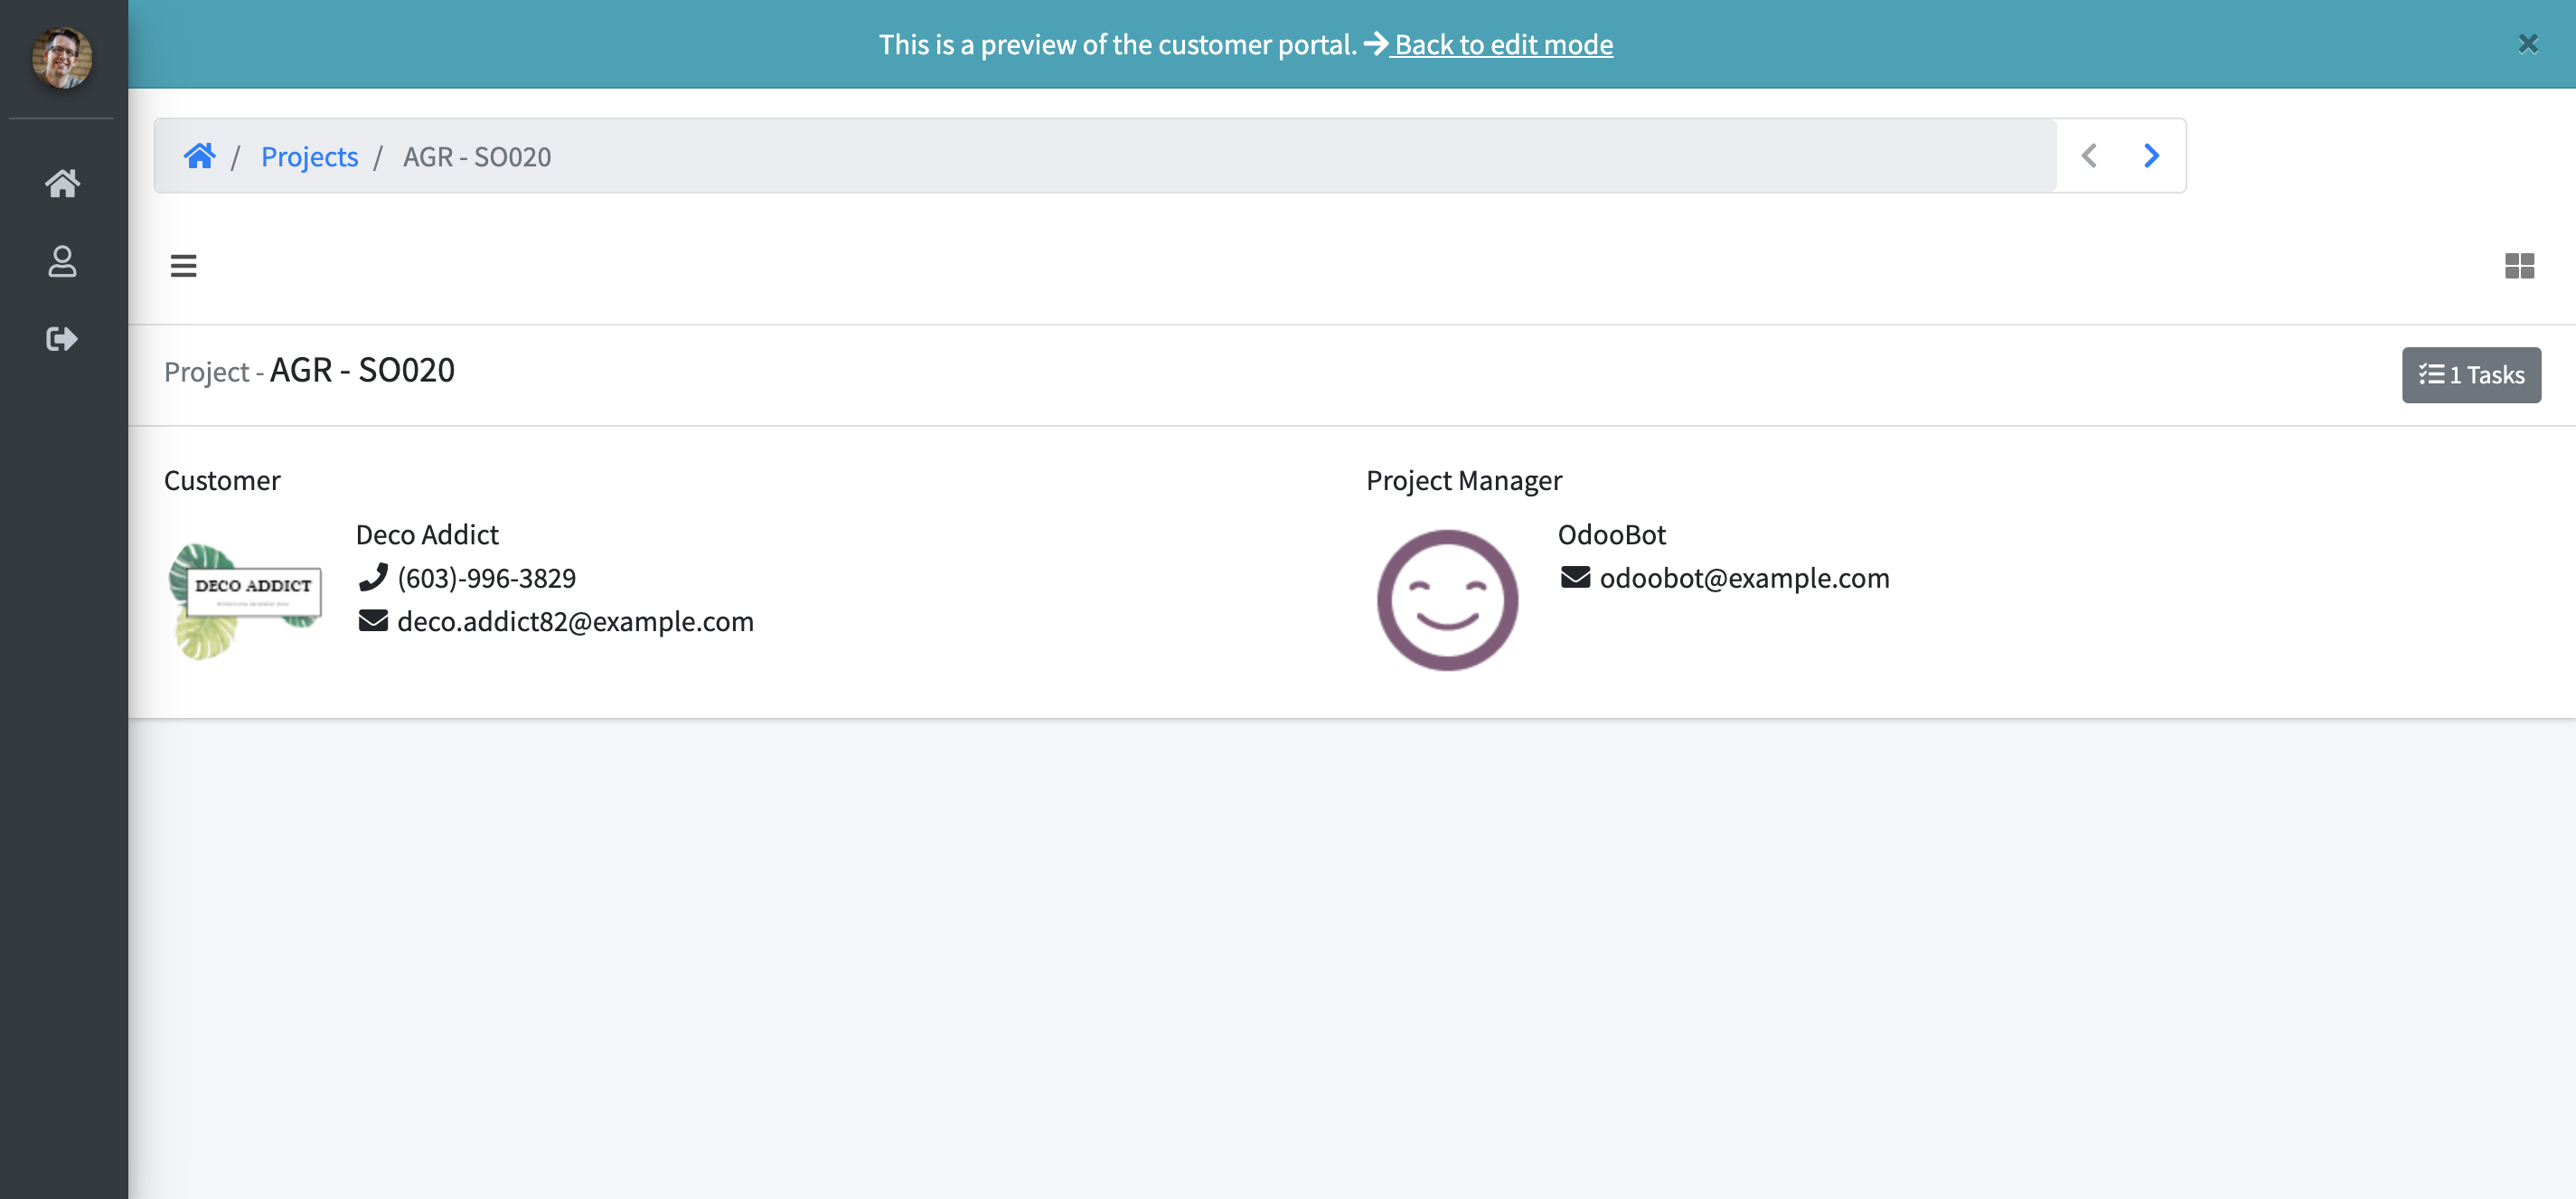 This is a preview of the customer portal. Back to edit mode
/ Projects / AGR - SO020
Project - AGR - SO020
1 Tasks
Customer
Project Manager
DECO ADDICT
Deco Addict
(603)-996-3829
deco.addict82@example.com
OdooBot
odoobot@example.com